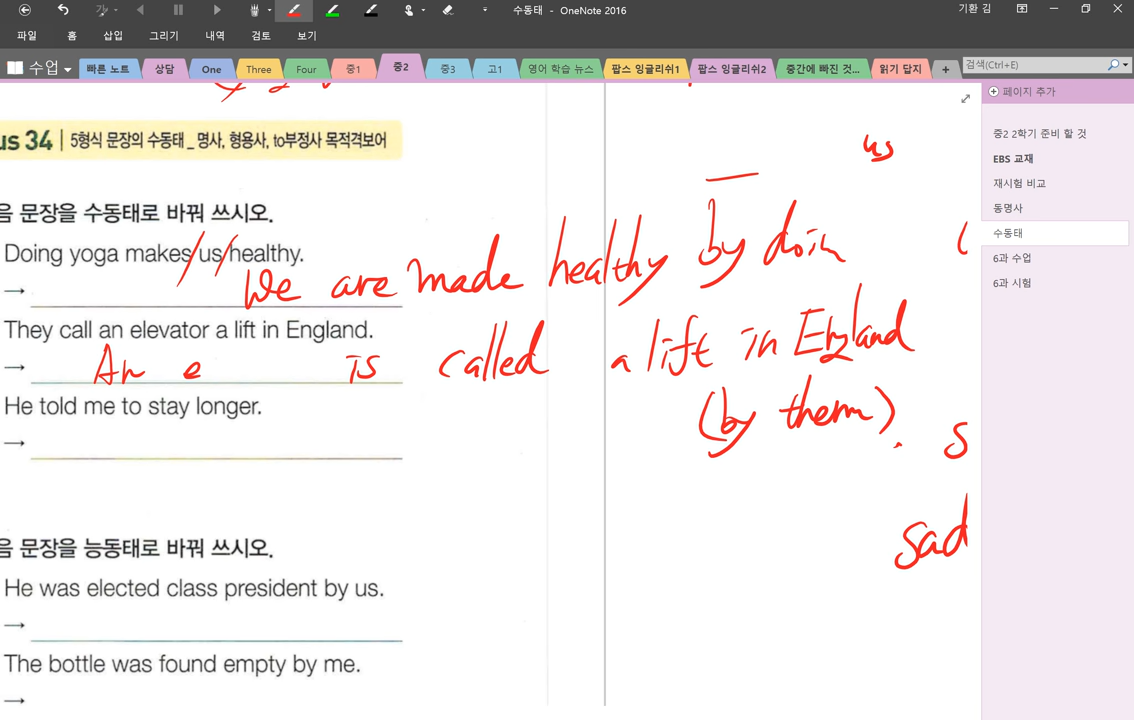 수동태 - OneNote 2016
기환 김
파일 홈 삽입 그리기 내역 검토 보기
수업 빠른 노트 상담 One Three Four 중1 중2 중3 고1 영어 학습 뉴스 팝스 잉글리쉬1 팝스 잉글리쉬2 중간에 빠진 것... 읽기 답지 + 검색(Ctrl+E)
페이지 추가
중2 2학기 준비 할 것
EBS 교재
재시험 비교
동명사
수동태
6과 수업
6과 시험
us 34 | 5형식 문장의 수동태 _ 명사, 형용사, to부정사 목적격보어
us
음 문장을 수동태로 바꿔 쓰시오.
Doing yoga makes/us/healthy.
→ We are made healthy by doin
They call an elevator a lift in England.
→ An e is called a lift in England
(by them).
He told me to stay longer.
→
s
sad
음 문장을 능동태로 바꿔 쓰시오.
He was elected class president by us.
→
The bottle was found empty by me.
→